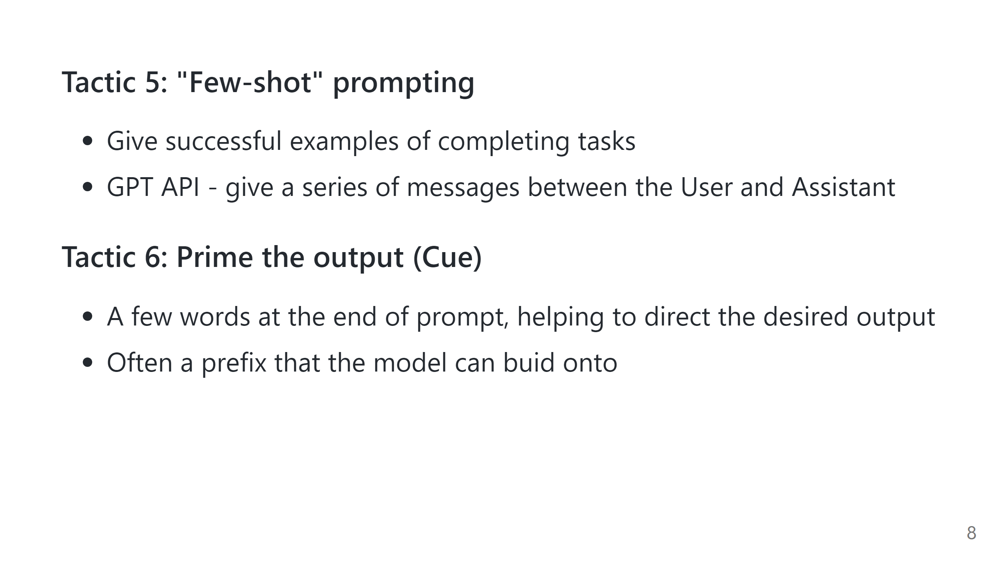 Tactic 5: "Few-shot" prompting
• Give successful examples of completing tasks
• GPT API - give a series of messages between the User and Assistant
Tactic 6: Prime the output (Cue)
• A few words at the end of prompt, helping to direct the desired output
• Often a prefix that the model can buid onto
8